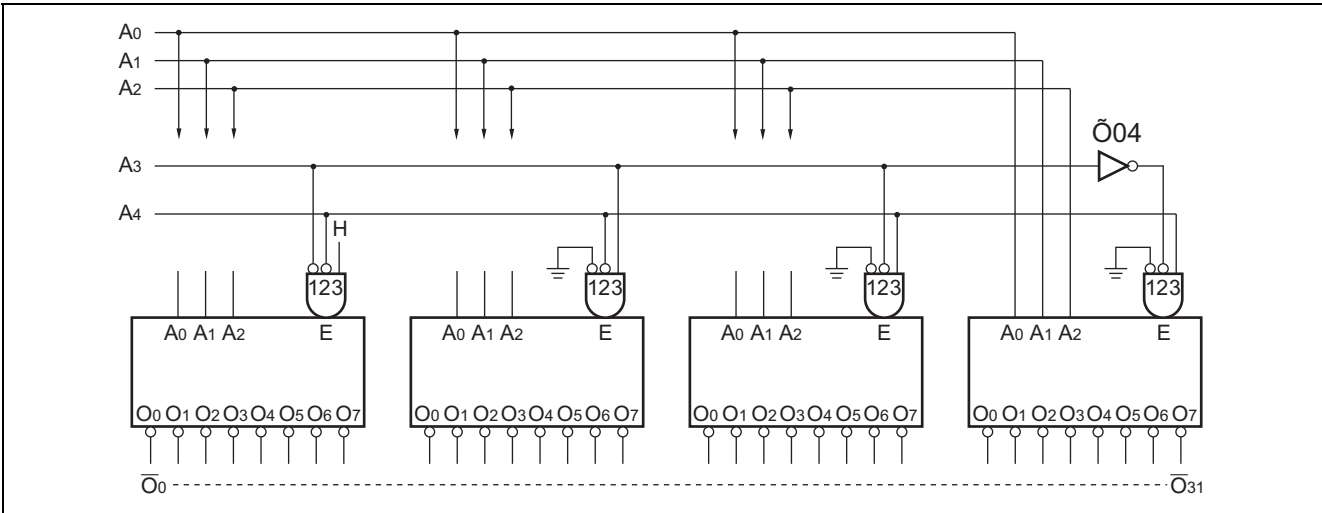 A0
A1
A2
Õ04
A3
A4
H
123 123 123 123
A0 A1 A2 E A0 A1 A2 E A0 A1 A2 E A0 A1 A2 E
O0 O1 O2 O3 O4 O5 O6 O7 O0 O1 O2 O3 O4 O5 O6 O7 O0 O1 O2 O3 O4 O5 O6 O7 O0 O1 O2 O3 O4 O5 O6 O7
O̅0 O̅31